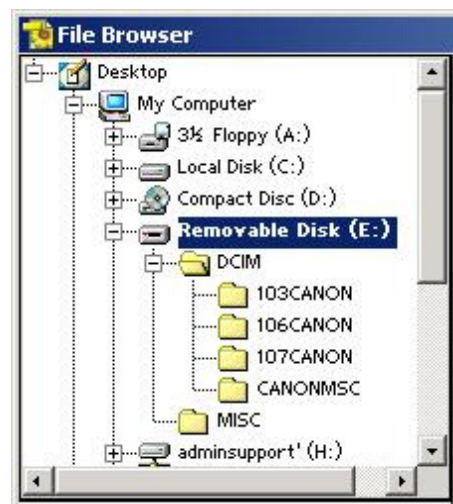 File Browser
Desktop
My Computer
3½ Floppy (A:)
Local Disk (C:)
Compact Disc (D:)
Removable Disk (E:)
DCIM
103CANON
106CANON
107CANON
CANONMSC
MISC
adminsupport' (H:)